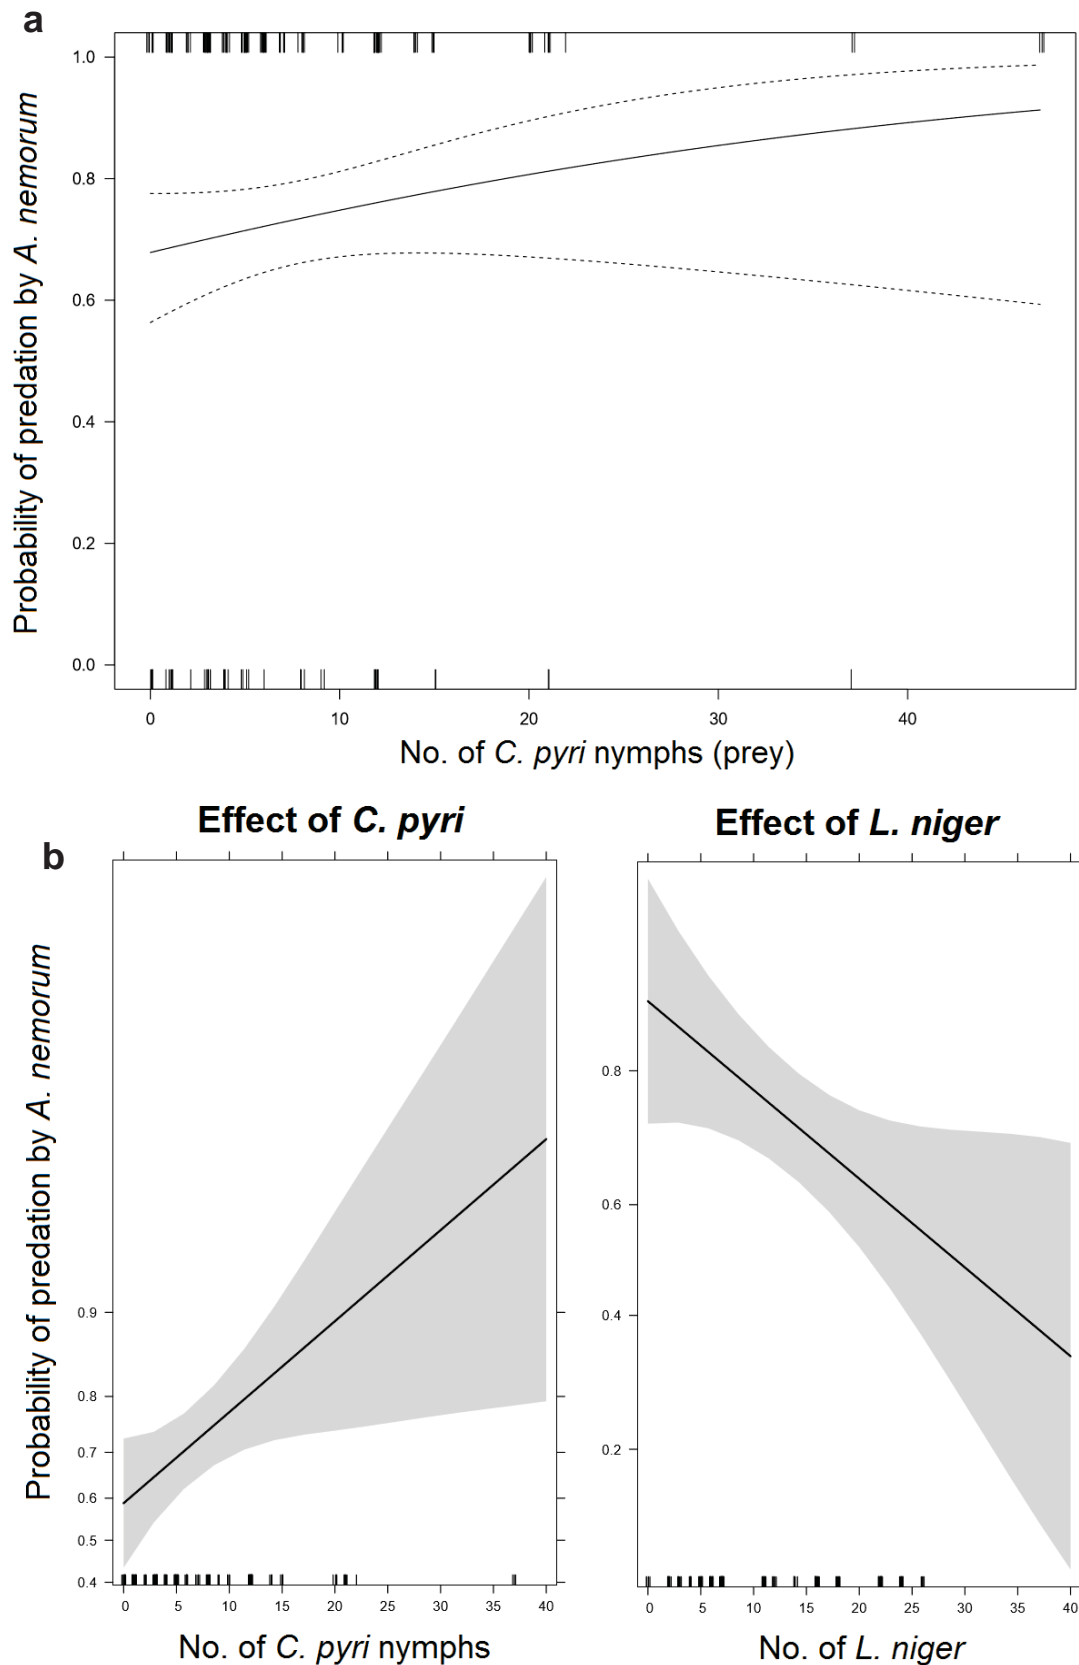 a
Probability of predation by A. nemorum
1.0
0.8
0.6
0.4
0.2
0.0
0 10 20 30 40
No. of C. pyri nymphs (prey)
b
Effect of C. pyri
Probability of predation by A. nemorum
0.9
0.8
0.7
0.6
0.5
0.4
0 5 10 15 20 25 30 35 40
No. of C. pyri nymphs
Effect of L. niger
0.8
0.6
0.4
0.2
0 5 10 15 20 25 30 35 40
No. of L. niger